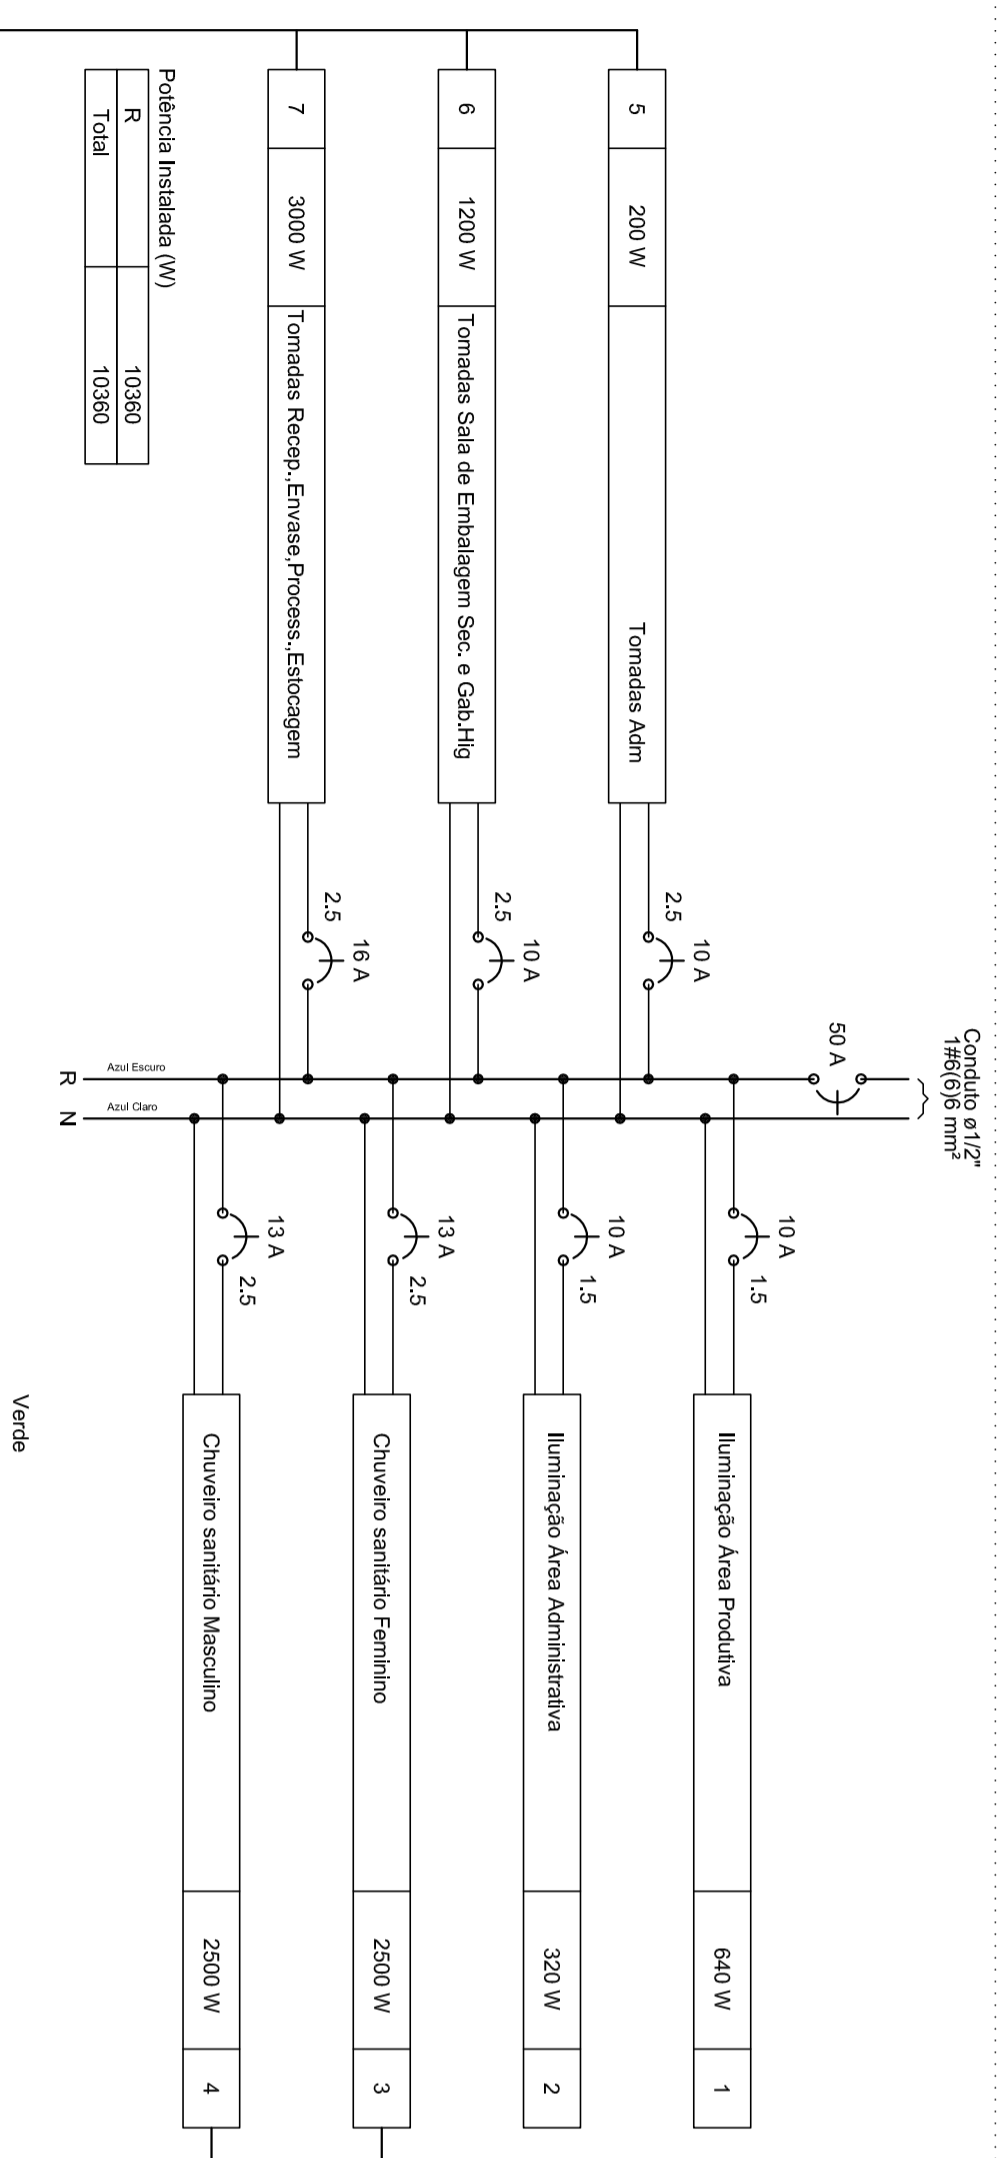 Conduto ø1/2"
1#6(6)6 mm²
50 A
10 A
1.5
Iluminação Área Produtiva
640 W
1
5
200 W
Tomadas Adm
2.5
10 A
10 A
1.5
Iluminação Área Administrativa
320 W
2
6
1200 W
Tomadas Sala de Embalagem Sec. e Gab.Hig
2.5
10 A
13 A
2.5
Chuveiro sanitário Feminino
2500 W
3
7
3000 W
Tomadas Recep.,Envase,Process.,Estocagem
2.5
16 A
13 A
2.5
Chuveiro sanitário Masculino
2500 W
4
Potência Instalada (W)
R 10360
Total 10360
Azul Escuro
Azul Claro
R
N
Verde